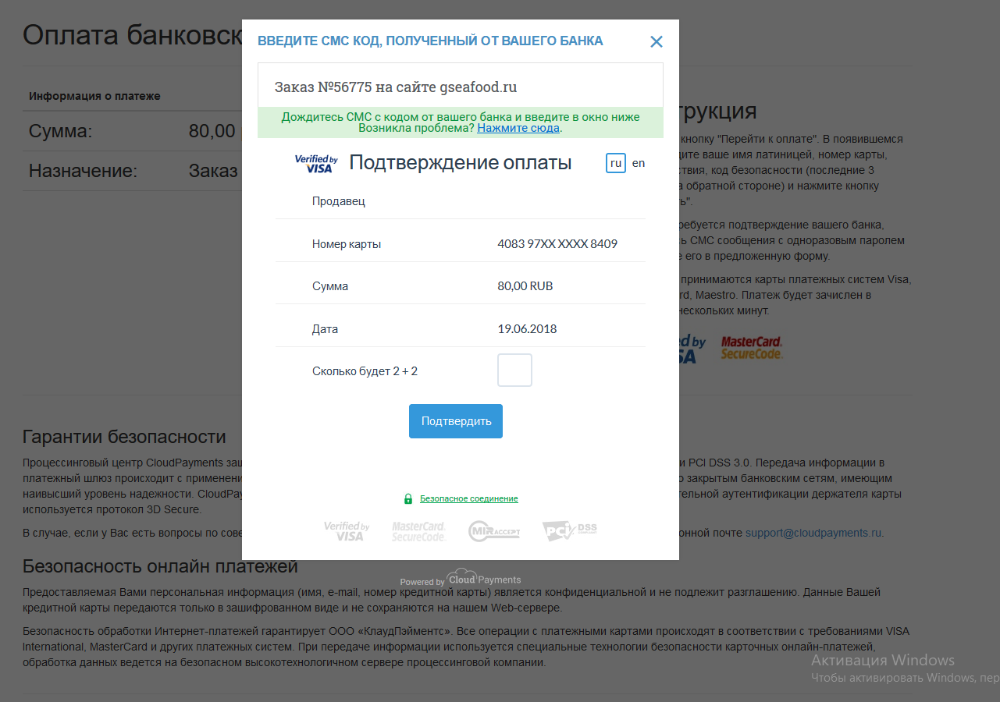 Оплата банковск
ВВЕДИТЕ СМС КОД, ПОЛУЧЕННЫЙ ОТ ВАШЕГО БАНКА
Заказ №56775 на сайте gseafood.ru
Дождитесь СМС с кодом от вашего банка и введите в окно ниже
Возникла проблема? Нажмите сюда.
Verified by
VISA
Подтверждение оплаты
ru en
Продавец
Номер карты 4083 97XX XXXX 8409
Сумма 80,00 RUB
Дата 19.06.2018
Сколько будет 2 + 2
Подтвердить
Безопасное соединение
Verified by
VISA
MasterCard.
SecureCode.
MIR ACCEPT
PCI DSS
Powered by CloudPayments
Информация о платеже
Сумма: 80,00
Назначение: Заказ
трукция
кнопку "Перейти к оплате". В появившемся
дите ваше имя латиницей, номер карты,
ствия, код безопасности (последние 3
а обратной стороне) и нажмите кнопку
ь".
ребуется подтверждение вашего банка,
ь СМС сообщения с одноразовым паролем
е его в предложенную форму.
принимаются карты платежных систем Visa,
rd, Maestro. Платеж будет зачислен в
нескольких минут.
ed by
SA
MasterCard.
SecureCode.
Гарантии безопасности
Процессинговый центр CloudPayments защ
и PCI DSS 3.0. Передача информации в
платежный шлюз происходит с применени
о закрытым банковским сетям, имеющим
наивысший уровень надежности. CloudPay
тельной аутентификации держателя карты
используется протокол 3D Secure.
В случае, если у Вас есть вопросы по сове
онной почте support@cloudpayments.ru.
Безопасность онлайн платежей
Предоставляемая Вами персональная информация (имя, e-mail, номер кредитной карты) является конфиденциальной и не подлежит разглашению. Данные Вашей
кредитной карты передаются только в зашифрованном виде и не сохраняются на нашем Web-сервере.
Безопасность обработки Интернет-платежей гарантирует ООО «КлаудПэйментс». Все операции с платежными картами происходят в соответствии с требованиями VISA
International, MasterCard и других платежных систем. При передаче информации используется специальные технологии безопасности карточных онлайн-платежей,
обработка данных ведется на безопасном высокотехнологичном сервере процессинговой компании.
Активация Windows
Чтобы активировать Windows, пер